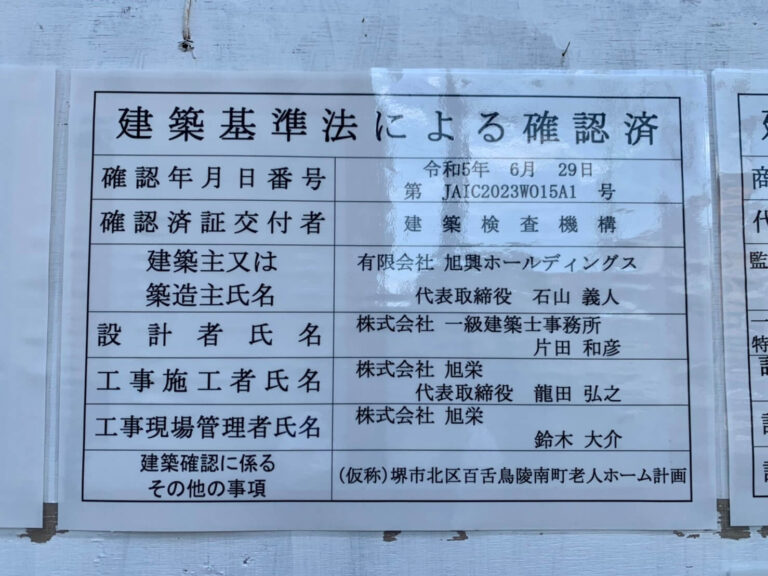 建築基準法による確認済
確認年月日番号
令和5年 6月 29日
第 JAIC2023W015A1 号
確認済証交付者
建築検査機構
建築主又は
築造主氏名
有限会社 旭興ホールディングス
代表取締役 石山 義人
設計者氏名
株式会社 一級建築士事務所
片田 和彦
工事施工者氏名
株式会社 旭栄
代表取締役 龍田 弘之
工事現場管理者氏名
株式会社 旭栄
鈴木 大介
建築確認に係る
その他の事項
(仮称)堺市北区百舌鳥陵南町老人ホーム計画
商
代
監
一
特